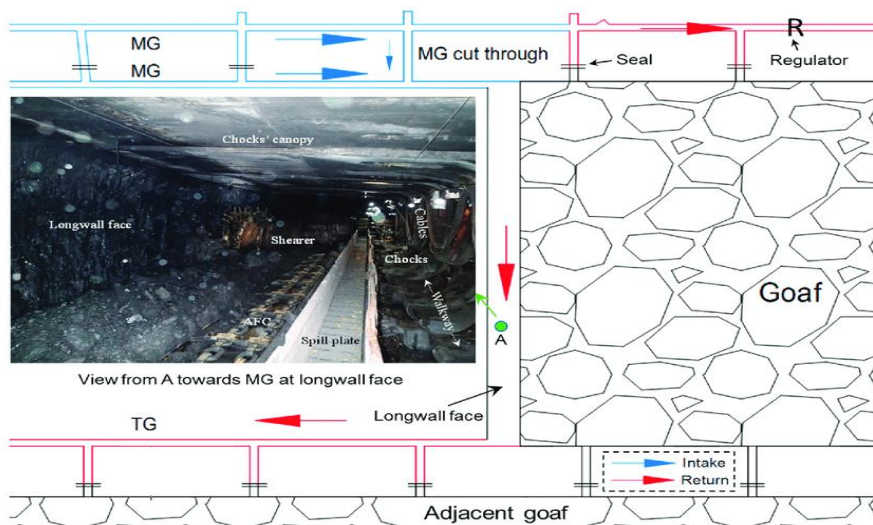 MG
MG
MG cut through
Seal
R
Regulator
Chocks' canopy
Longwall face
Shearer
Cables
Chocks
Walkway
AFC
Spill plate
A
Goaf
View from A towards MG at longwall face
Longwall face
TG
Intake
Return
Adjacent goaf